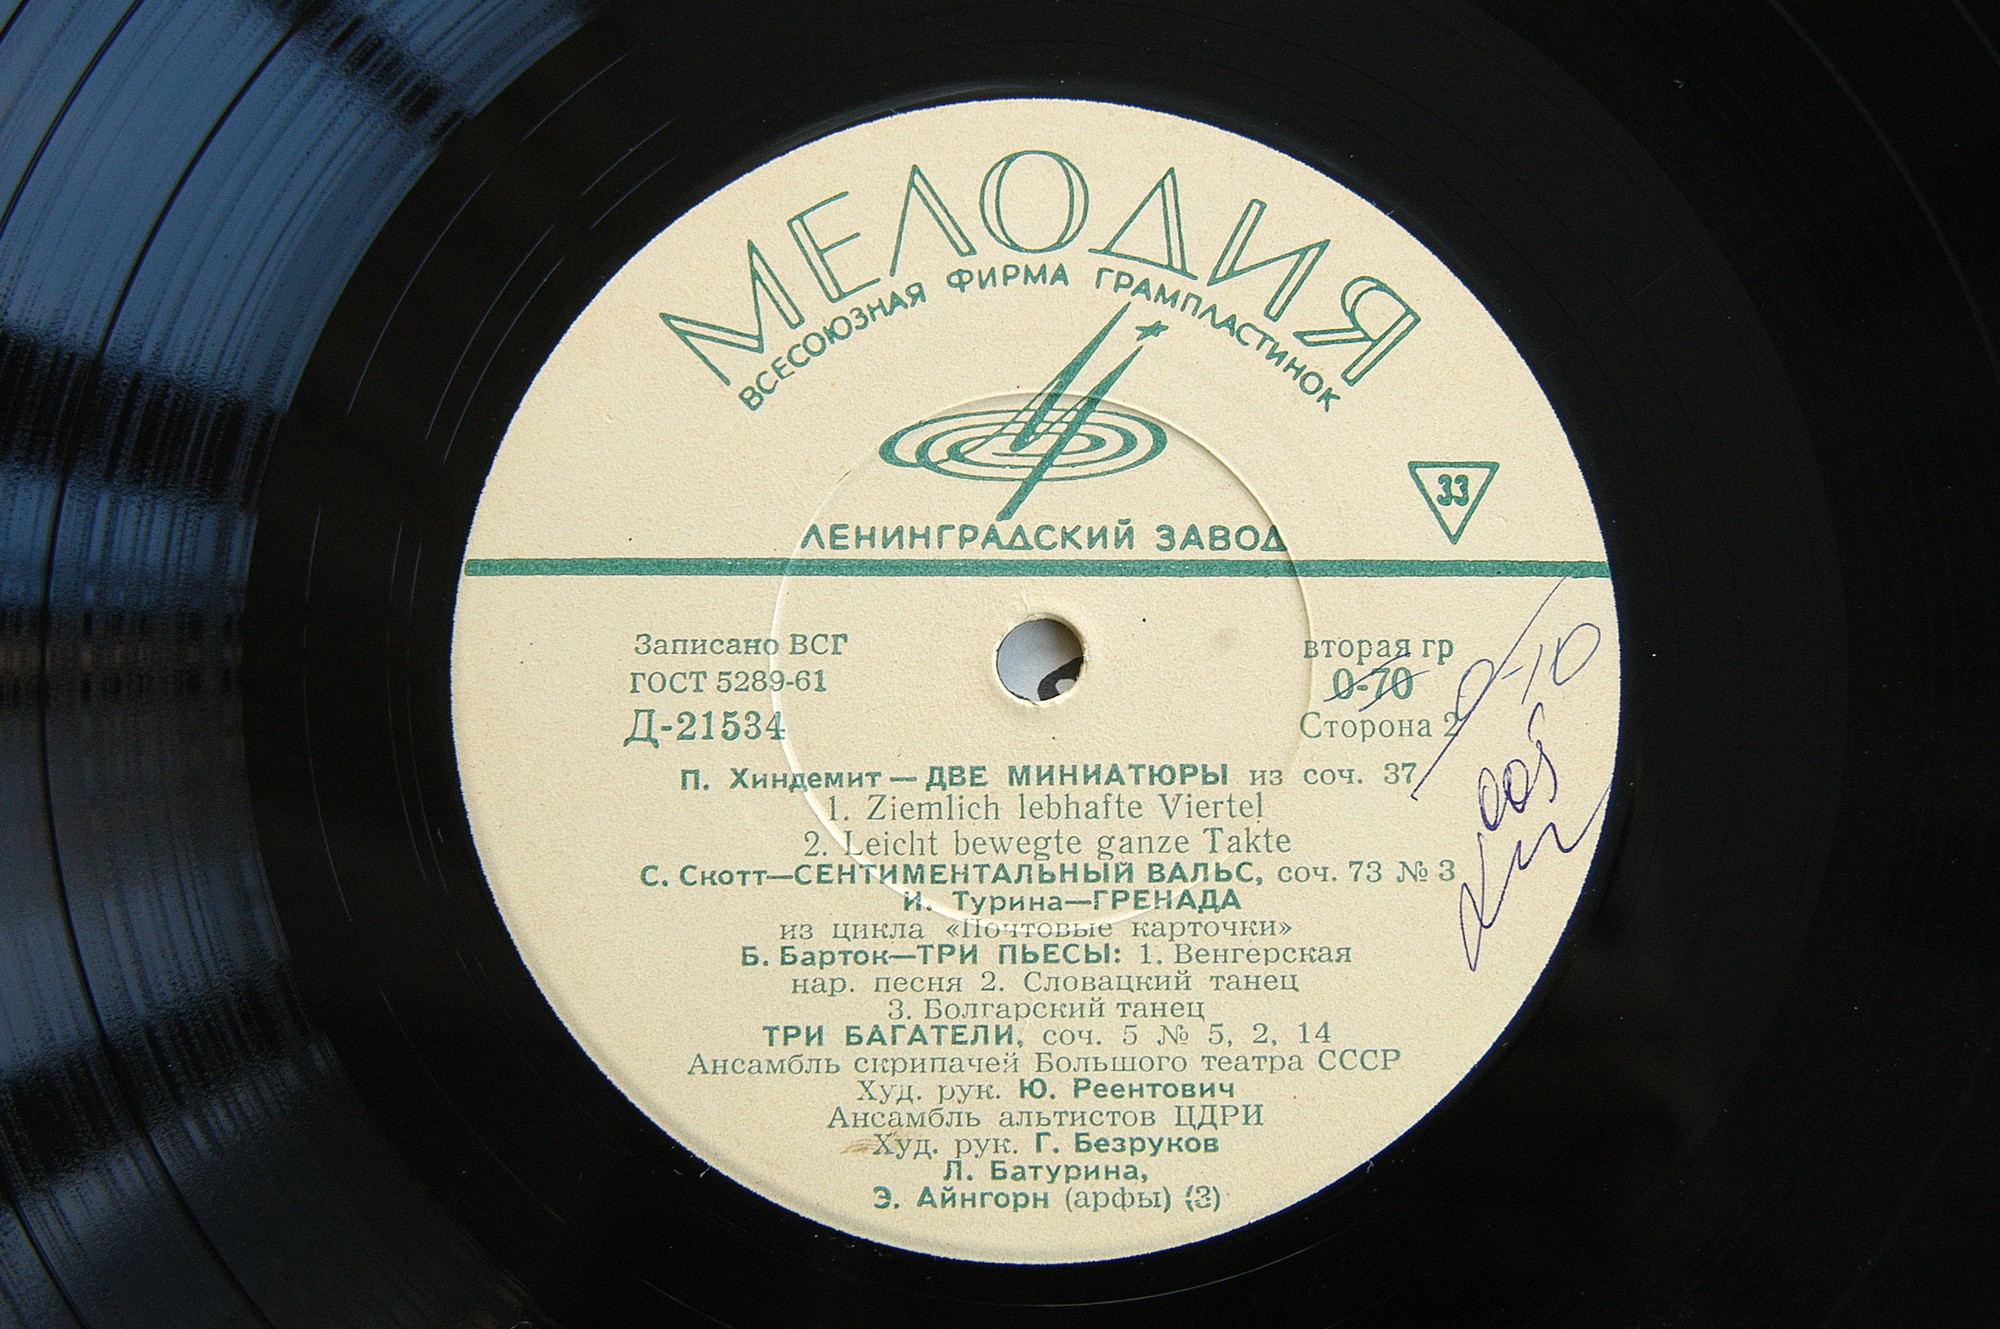 МЕЛОДИЯ
ВСЕСОЮЗНАЯ ФИРМА ГРАМПЛАСТИНОК
33
ЛЕНИНГРАДСКИЙ ЗАВОД
Записано ВСГ
ГОСТ 5289-61
Д-21534
вторая гр
0-70
Сторона 2
0-10
П. Хиндемит — ДВЕ МИНИАТЮРЫ из соч. 37
1. Ziemlich lebhafte Viertel
2. Leicht bewegte ganze Takte
С. Скотт—СЕНТИМЕНТАЛЬНЫЙ ВАЛЬС, соч. 73 № 3
И. Турина—ГРЕНАДА
из цикла «Почтовые карточки»
Б. Барток—ТРИ ПЬЕСЫ: 1. Венгерская
нар. песня 2. Словацкий танец
3. Болгарский танец
ТРИ БАГАТЕЛИ, соч. 5 № 5, 2, 14
Ансамбль скрипачей Большого театра СССР
Худ. рук. Ю. Реентович
Ансамбль альтистов ЦДРИ
Худ. рук. Г. Безруков
Л. Батурина,
Э. Айнгорн (арфы) (3)